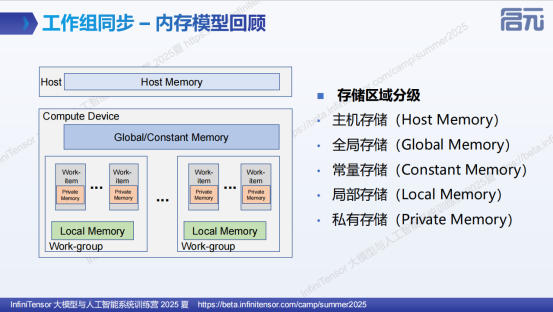 工作组同步 – 内存模型回顾
启元
Host
Host Memory
Compute Device
Global/Constant Memory
Work-item
Private Memory
...
Work-item
Private Memory
...
Work-item
Private Memory
...
Work-item
Private Memory
Local Memory
Local Memory
Work-group
Work-group
■ 存储区域分级
• 主机存储（Host Memory）
• 全局存储（Global Memory）
• 常量存储（Constant Memory）
• 局部存储（Local Memory）
• 私有存储（Private Memory）
InfiniTensor 大模型与人工智能系统训练营 2025 夏 https://beta.infinitensor.com/camp/summer2025